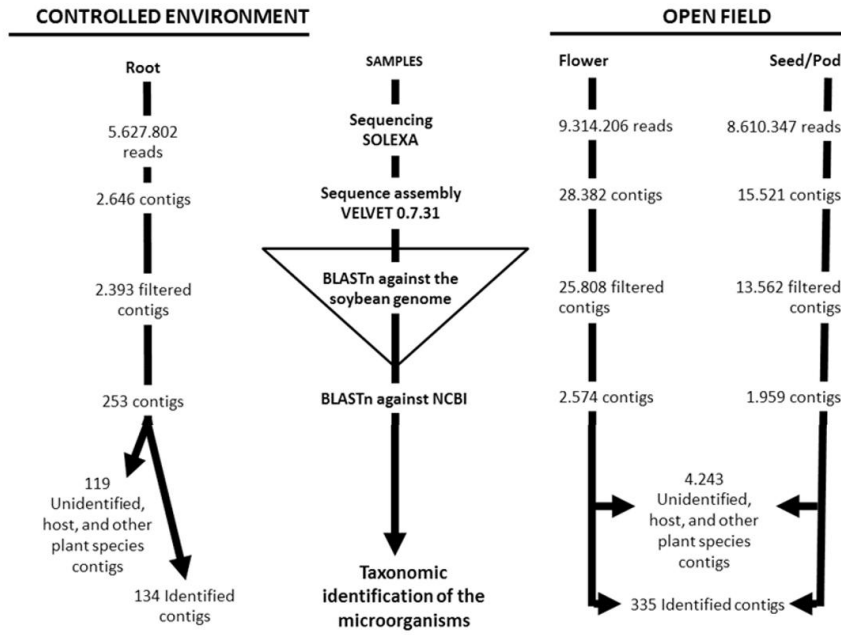 CONTROLLED ENVIRONMENT
Root
5.627.802
reads
2.646 contigs
2.393 filtered
contigs
253 contigs
119
Unidentified,
host, and other
plant species
contigs
134 Identified
contigs
SAMPLES
Sequencing
SOLEXA
Sequence assembly
VELVET 0.7.31
BLASTn against the
soybean genome
BLASTn against NCBI
Taxonomic
identification of the
microorganisms
OPEN FIELD
Flower
9.314.206 reads
28.382 contigs
25.808 filtered
contigs
2.574 contigs
Seed/Pod
8.610.347 reads
15.521 contigs
13.562 filtered
contigs
1.959 contigs
4.243
Unidentified,
host, and other
plant species
contigs
335 Identified contigs